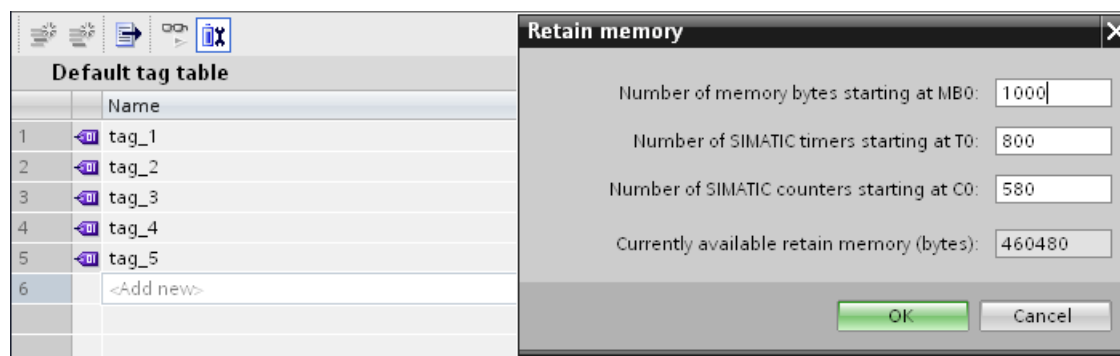 Default tag table
Name
1 tag_1
2 tag_2
3 tag_3
4 tag_4
5 tag_5
6 <Add new>
Retain memory
Number of memory bytes starting at MB0: 1000
Number of SIMATIC timers starting at T0: 800
Number of SIMATIC counters starting at C0: 580
Currently available retain memory (bytes): 460480
OK Cancel